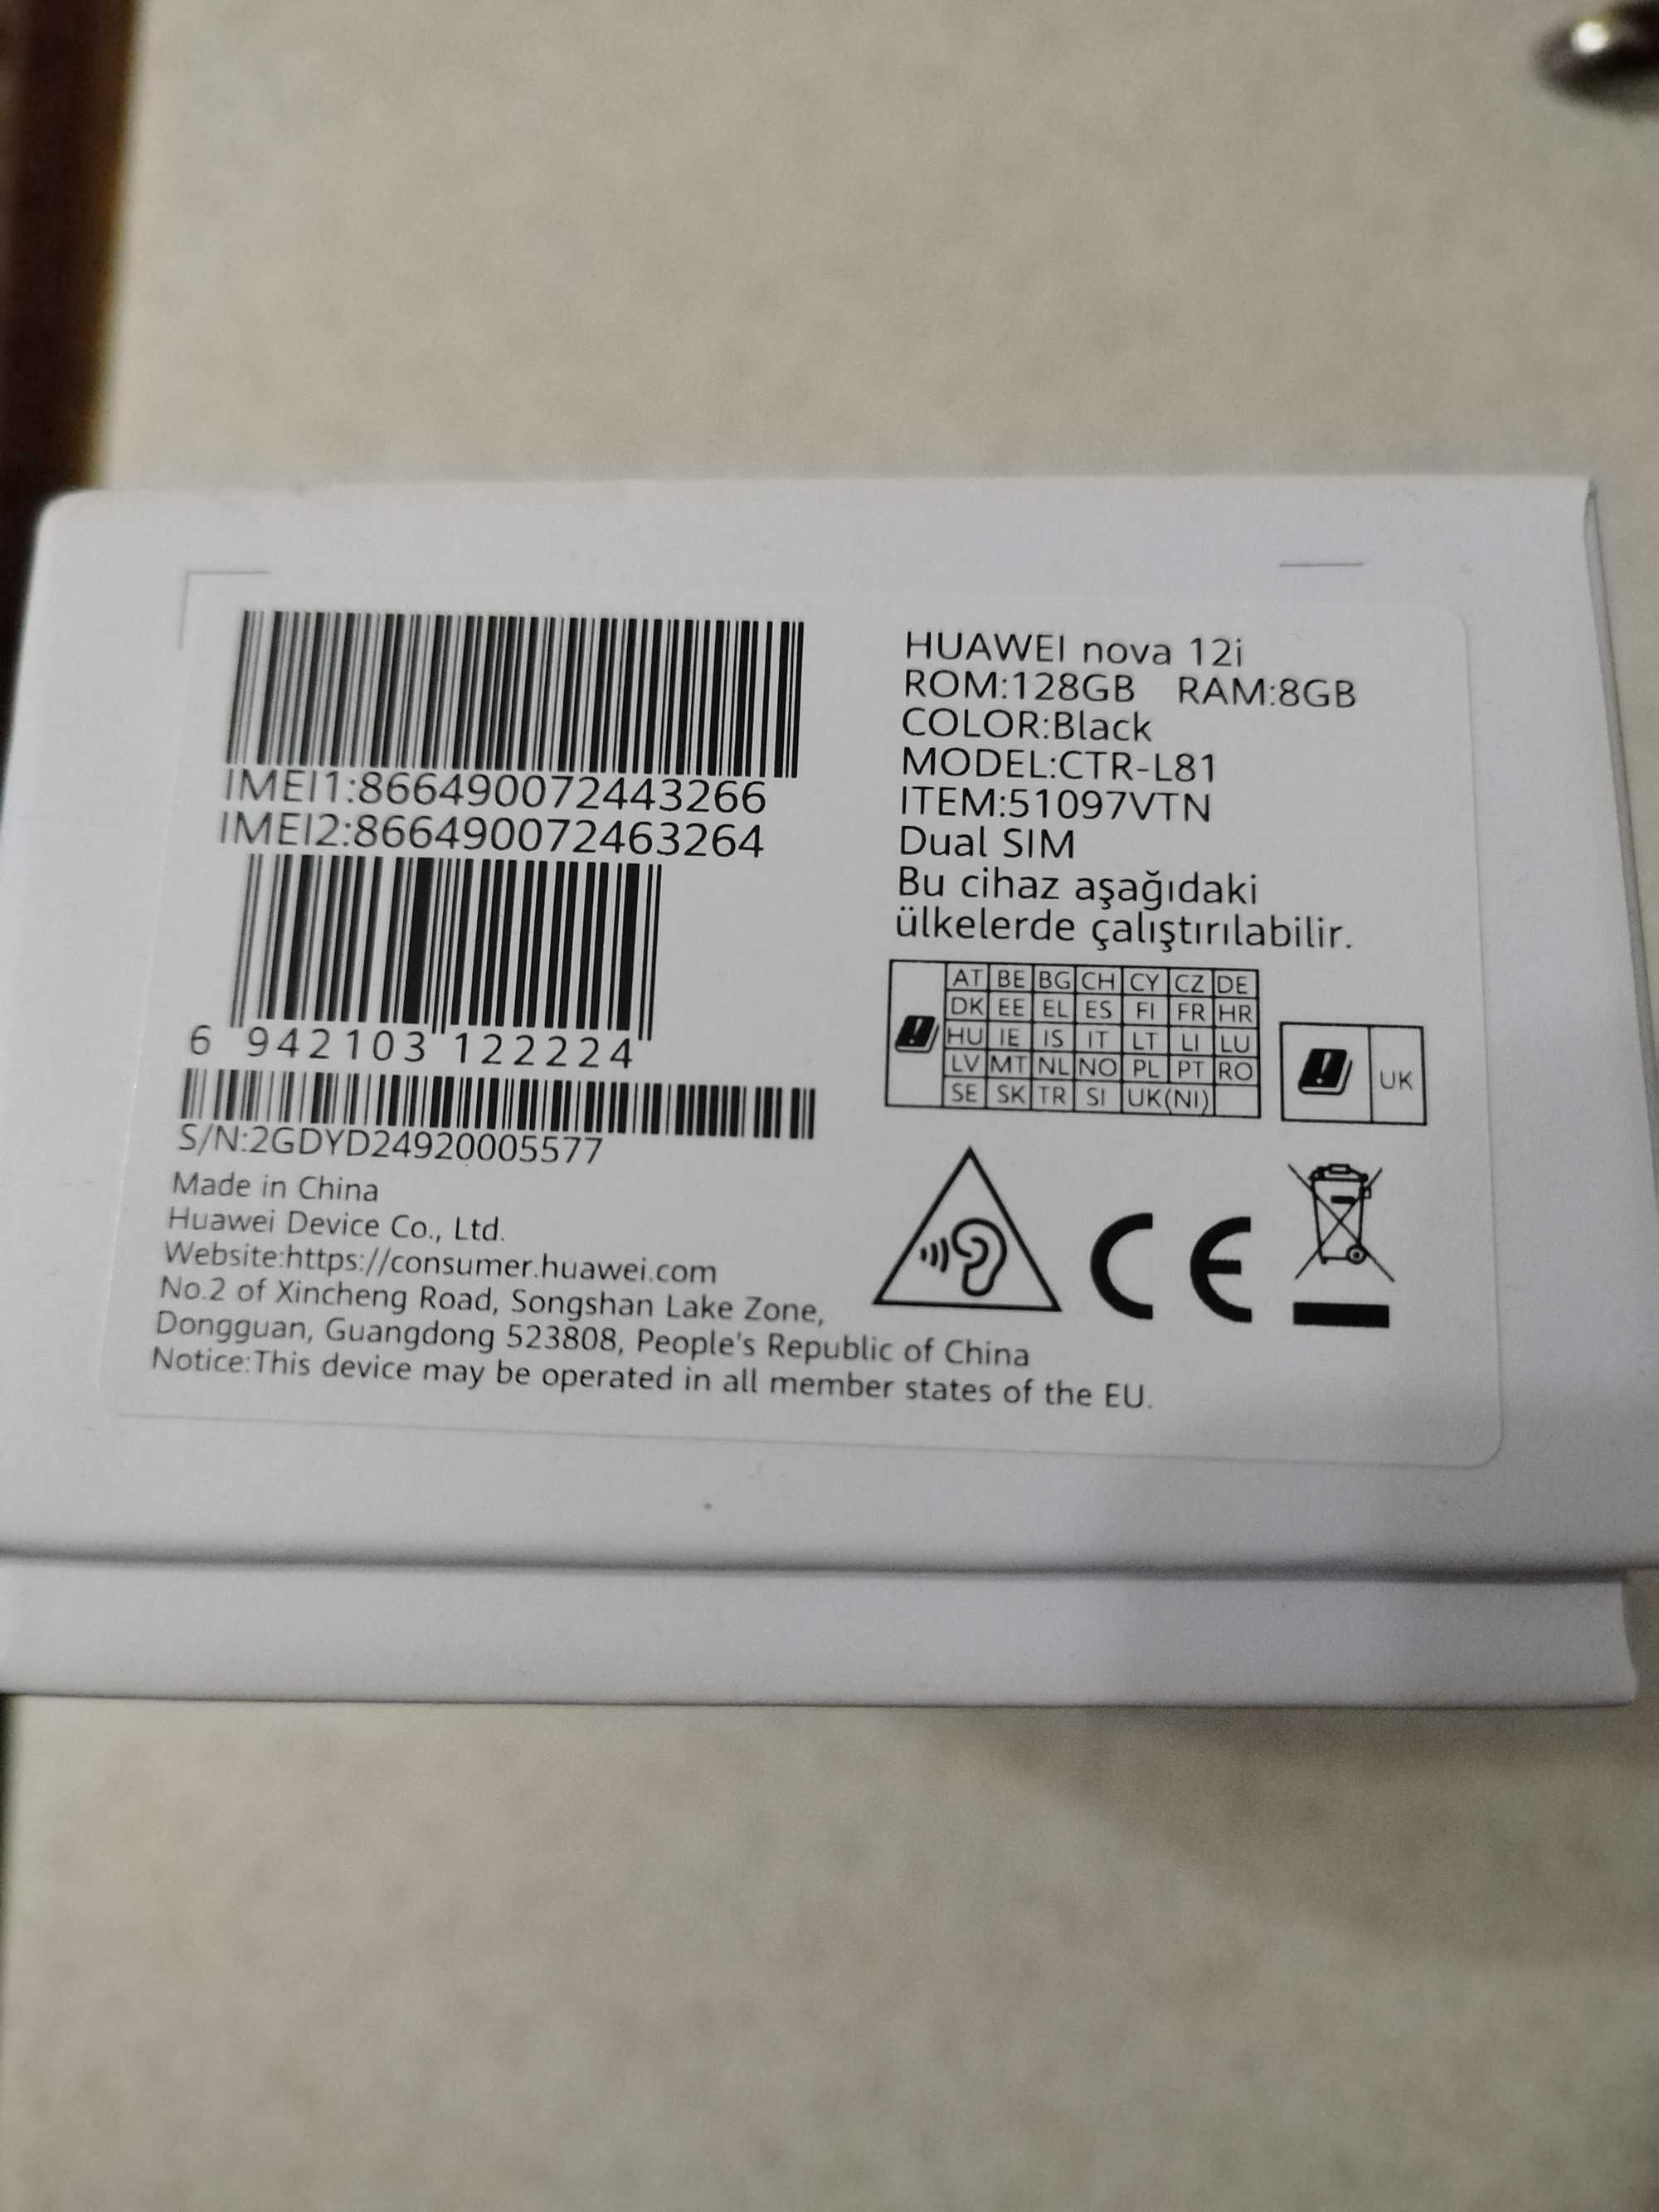 IMEI1:866490072443266
IMEI2:866490072463264
6 942103 122224
S/N:2GDYD24920005577
Made in China
Huawei Device Co., Ltd.
Website:https://consumer.huawei.com
No.2 of Xincheng Road, Songshan Lake Zone,
Dongguan, Guangdong 523808, People's Republic of China
Notice:This device may be operated in all member states of the EU.
HUAWEI nova 12i
ROM:128GB RAM:8GB
COLOR:Black
MODEL:CTR-L81
ITEM:51097VTN
Dual SIM
Bu cihaz aşağıdaki
ülkelerde çalıştırılabilir.
AT BE BG CH CY CZ DE
DK EE EL ES FI FR HR
HU IE IS IT LT LI LU
LV MT NL NO PL PT RO
SE SK TR SI UK(NI)
UK
CE